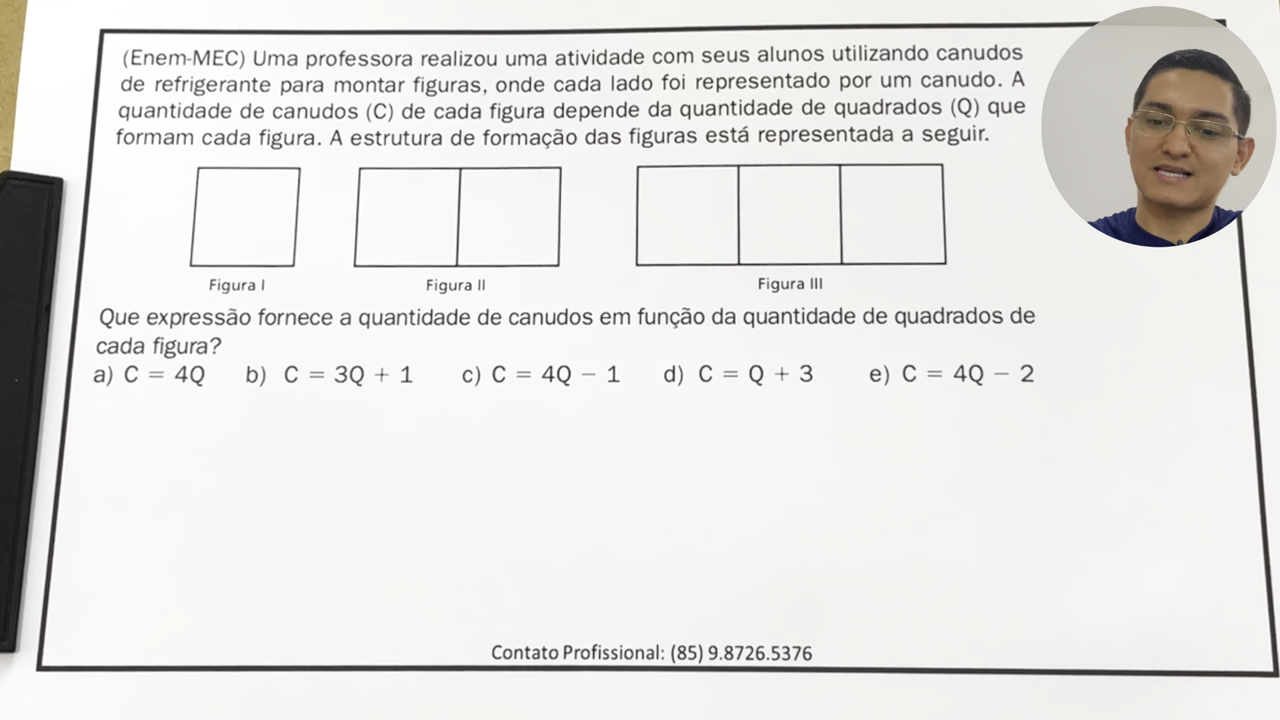 (Enem-MEC) Uma professora realizou uma atividade com seus alunos utilizando canudos
de refrigerante para montar figuras, onde cada lado foi representado por um canudo. A
quantidade de canudos (C) de cada figura depende da quantidade de quadrados (Q) que
formam cada figura. A estrutura de formação das figuras está representada a seguir.
Figura I Figura II Figura III
Que expressão fornece a quantidade de canudos em função da quantidade de quadrados de
cada figura?
a) C = 4Q b) C = 3Q + 1 c) C = 4Q − 1 d) C = Q + 3 e) C = 4Q − 2
Contato Profissional: (85) 9.8726.5376